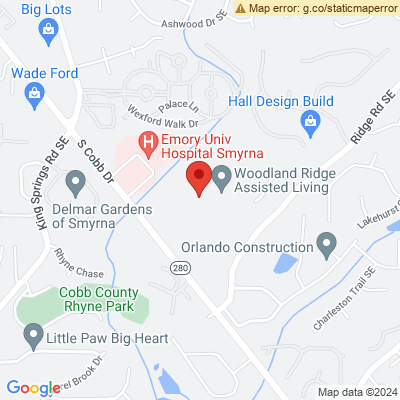 Map error: g.co/staticmaperror
Ashwood Dr SE
Big Lots
Wade Ford
Palace Ln
Wexford Walk Dr
Hall Design Build
Ridge Rd SE
King Springs Rd SE
S Cobb Dr
H
Emory Univ
Hospital Smyrna
Woodland Ridge
Assisted Living
Delmar Gardens
of Smyrna
Lakehurst
Orlando Construction
Rhyne Chase
280
Charleston Trail SE
Cobb County
Rhyne Park
Little Paw Big Heart
Google
Brook Dr
Map data ©2024